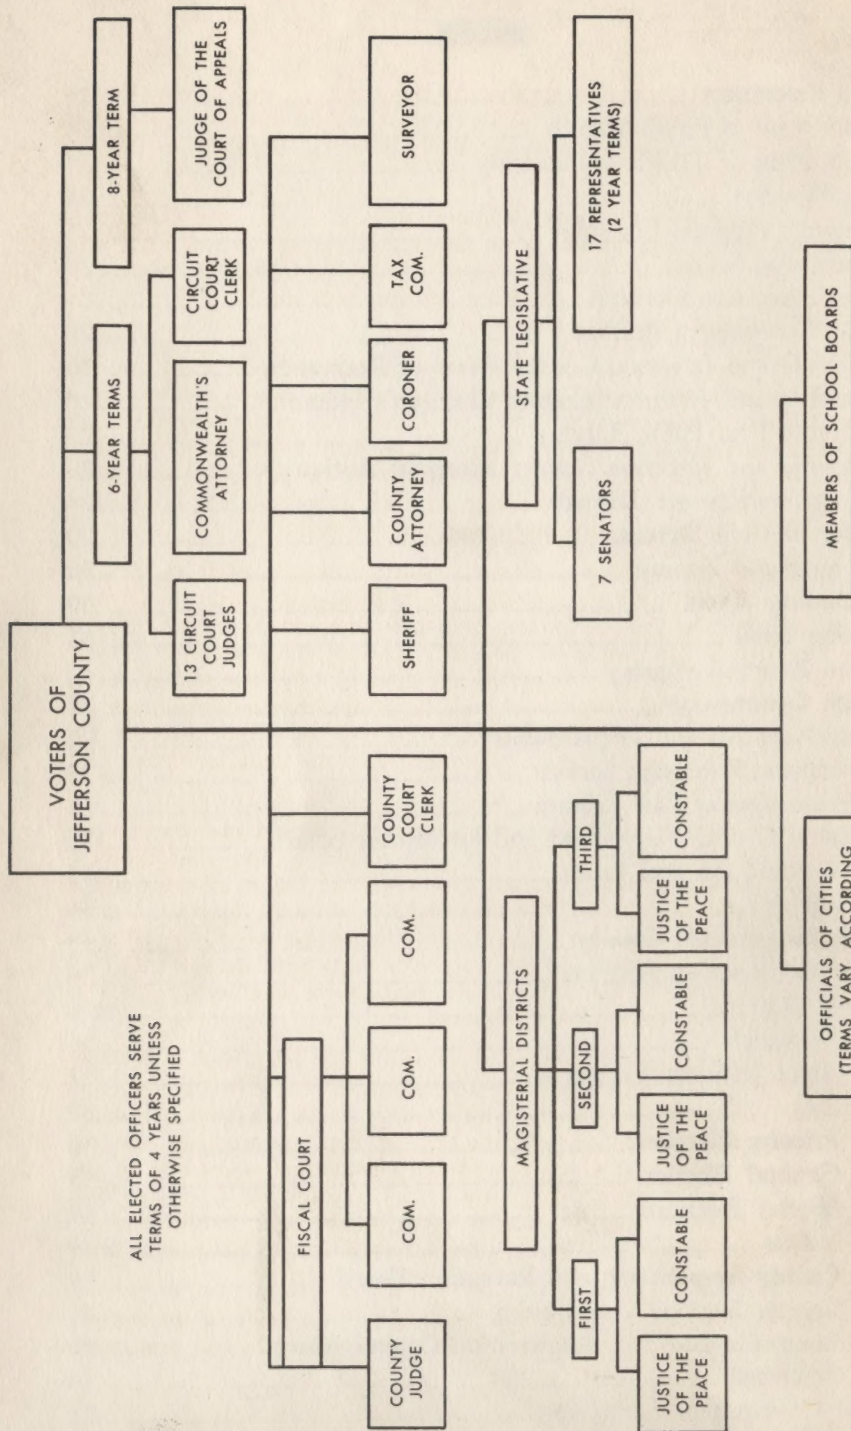 VOTERS OF
JEFFERSON COUNTY
ALL ELECTED OFFICERS SERVE
TERMS OF 4 YEARS UNLESS
OTHERWISE SPECIFIED
6-YEAR TERMS
8-YEAR TERM
13 CIRCUIT
COURT
JUDGES
COMMONWEALTH'S
ATTORNEY
CIRCUIT
COURT
CLERK
JUDGE OF THE
COURT OF APPEALS
FISCAL COURT
COUNTY
JUDGE
COM.
COM.
COM.
COUNTY
COURT
CLERK
SHERIFF
COUNTY
ATTORNEY
CORONER
TAX
COM.
SURVEYOR
MAGISTERIAL DISTRICTS
STATE LEGISLATIVE
FIRST
SECOND
THIRD
7 SENATORS
17 REPRESENTATIVES
(2 YEAR TERMS)
JUSTICE
OF THE
PEACE
CONSTABLE
JUSTICE
OF THE
PEACE
CONSTABLE
JUSTICE
OF THE
PEACE
CONSTABLE
OFFICIALS OF CITIES
(TERMS VARY ACCORDING
MEMBERS OF SCHOOL BOARDS